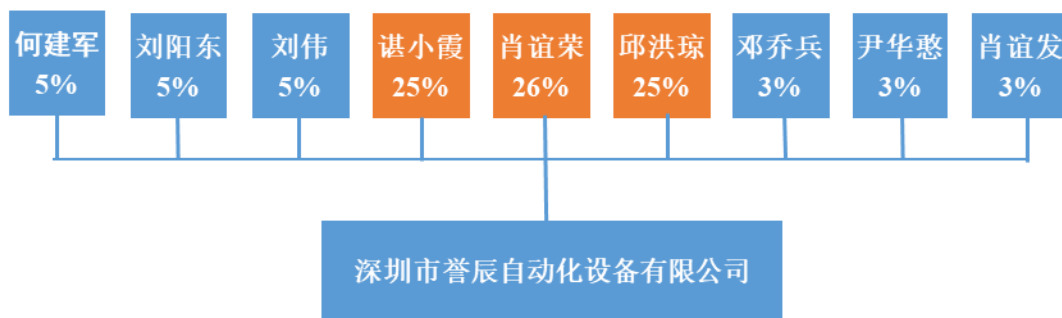 何建军
5%
刘阳东
5%
刘伟
5%
谌小霞
25%
肖谊荣
26%
邱洪琼
25%
邓乔兵
3%
尹华憨
3%
肖谊发
3%
深圳市誉辰自动化设备有限公司